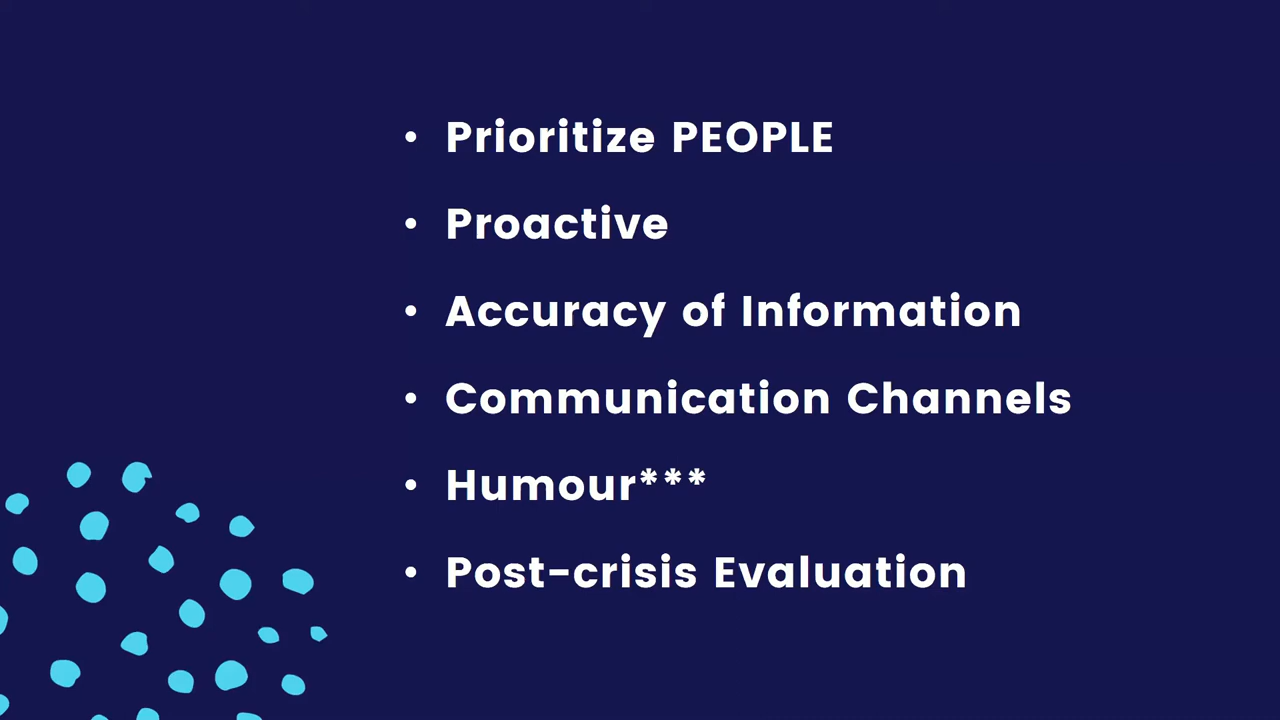 • Prioritize PEOPLE
• Proactive
• Accuracy of Information
• Communication Channels
• Humour***
• Post-crisis Evaluation